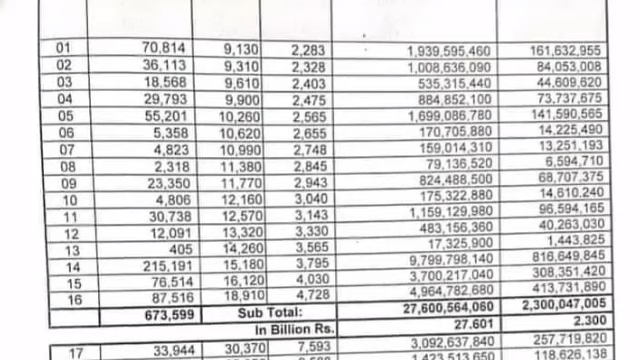 01 70,814 9,130 2,283 1,939,595,460 161,632,955
02 36,113 9,310 2,328 1,008,636,090 84,053,008
03 18,568 9,610 2,403 535,315,440 44,609,620
04 29,793 9,900 2,475 884,852,100 73,737,675
05 55,201 10,260 2,565 1,699,086,780 141,590,565
06 5,358 10,620 2,655 170,705,880 14,225,490
07 4,823 10,990 2,748 159,014,310 13,251,193
08 2,318 11,380 2,845 79,136,520 6,594,710
09 23,350 11,770 2,943 824,488,500 68,707,375
10 4,806 12,160 3,040 175,322,880 14,610,240
11 30,738 12,570 3,143 1,159,129,980 96,594,165
12 12,091 13,320 3,330 483,156,360 40,263,030
13 405 14,260 3,565 17,325,900 1,443,825
14 215,191 15,180 3,795 9,799,798,140 816,649,845
15 76,514 16,120 4,030 3,700,217,040 308,351,420
16 87,516 18,910 4,728 4,964,782,680 413,731,890
673,599 Sub Total: 27,600,564,060 2,300,047,005
In Billion Rs. 27.601 2.300
17 33,944 30,370 7,593 3,092,637,840 257,719,820
1,423,513,650 118,626,138